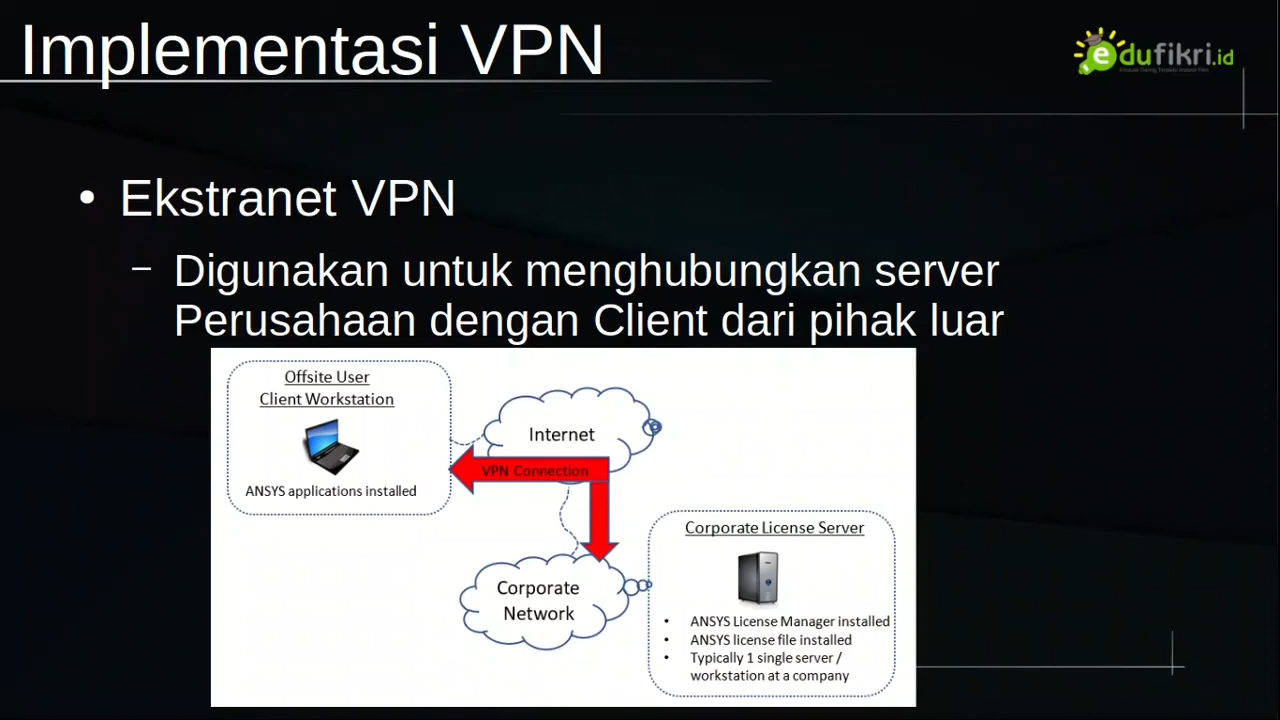 Implementasi VPN
edufikri.id
• Ekstranet VPN
– Digunakan untuk menghubungkan server
Perusahaan dengan Client dari pihak luar
Offsite User
Client Workstation
ANSYS applications installed
Internet
VPN Connection
Corporate
Network
Corporate License Server
• ANSYS License Manager installed
• ANSYS license file installed
• Typically 1 single server /
workstation at a company